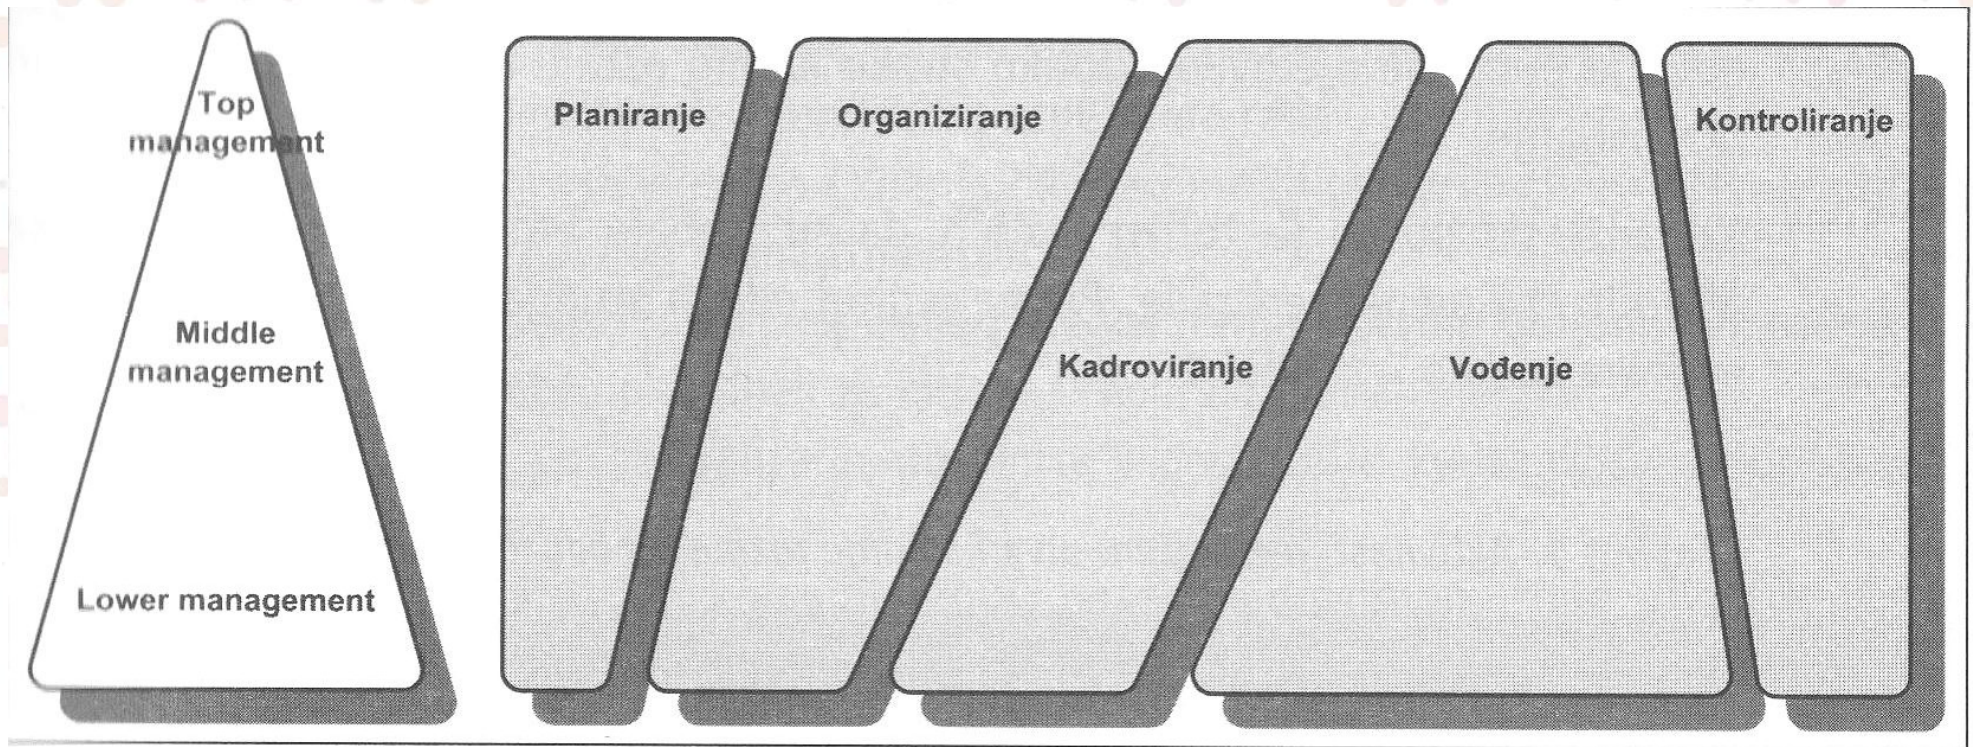 Top
management
Middle
management
Lower management
Planiranje
Organiziranje
Kadroviranje
Vođenje
Kontroliranje